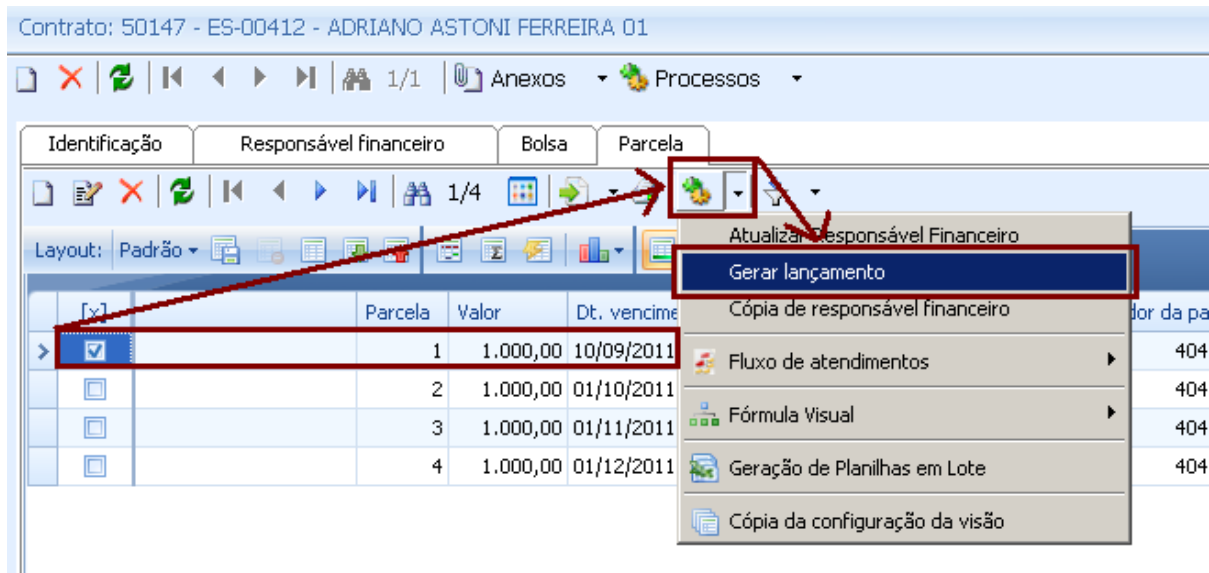 Contrato: 50147 - ES-00412 - ADRIANO ASTONI FERREIRA 01
1/1 Anexos Processos
Identificação Responsável financeiro Bolsa Parcela
1/4
Layout: Padrão
Atualizar Responsável Financeiro
Gerar lançamento
Cópia de responsável financeiro
Fluxo de atendimentos
Fórmula Visual
Geração de Planilhas em Lote
Cópia da configuração da visão
[x] Parcela Valor Dt. vencime dor da pa
1 1.000,00 10/09/2011 404
2 1.000,00 01/10/2011 404
3 1.000,00 01/11/2011 404
4 1.000,00 01/12/2011 404